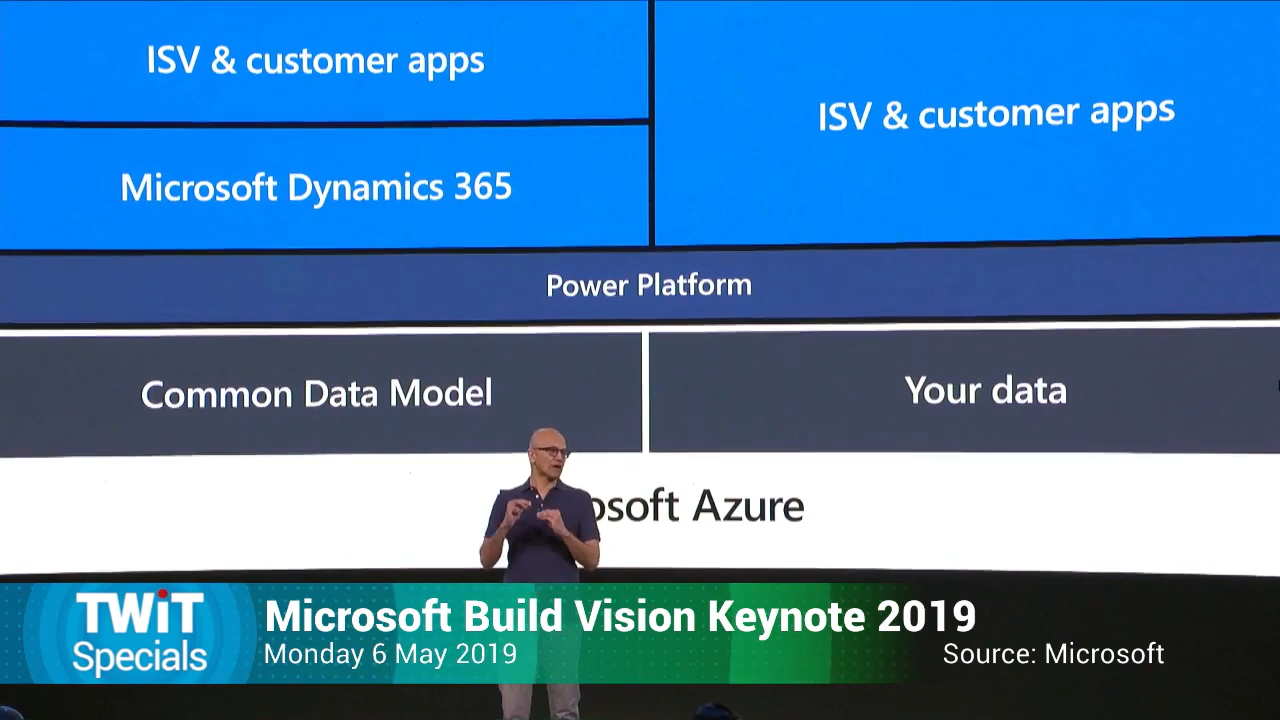 ISV & customer apps
ISV & customer apps
Microsoft Dynamics 365
Power Platform
Common Data Model
Your data
osoft Azure
TWiT
Specials
Microsoft Build Vision Keynote 2019
Monday 6 May 2019
Source: Microsoft